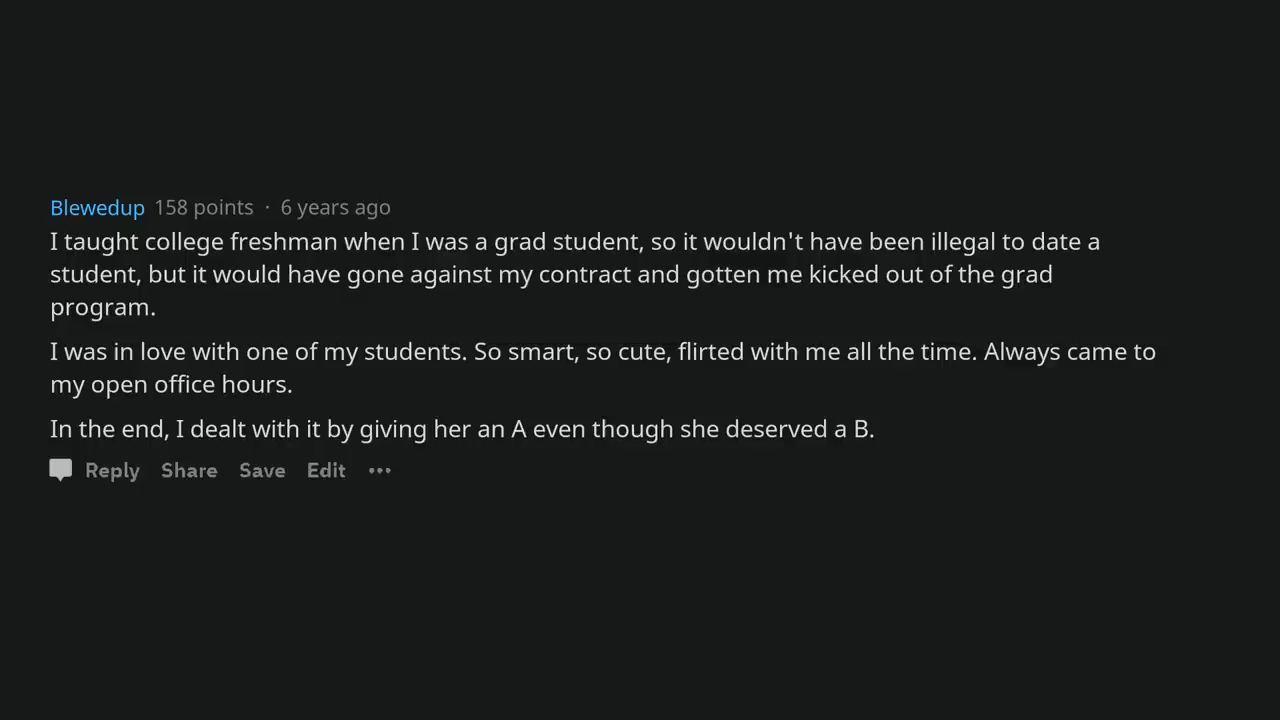 Blewedup 158 points · 6 years ago
I taught college freshman when I was a grad student, so it wouldn't have been illegal to date a
student, but it would have gone against my contract and gotten me kicked out of the grad
program.
I was in love with one of my students. So smart, so cute, flirted with me all the time. Always came to
my open office hours.
In the end, I dealt with it by giving her an A even though she deserved a B.
Reply Share Save Edit •••